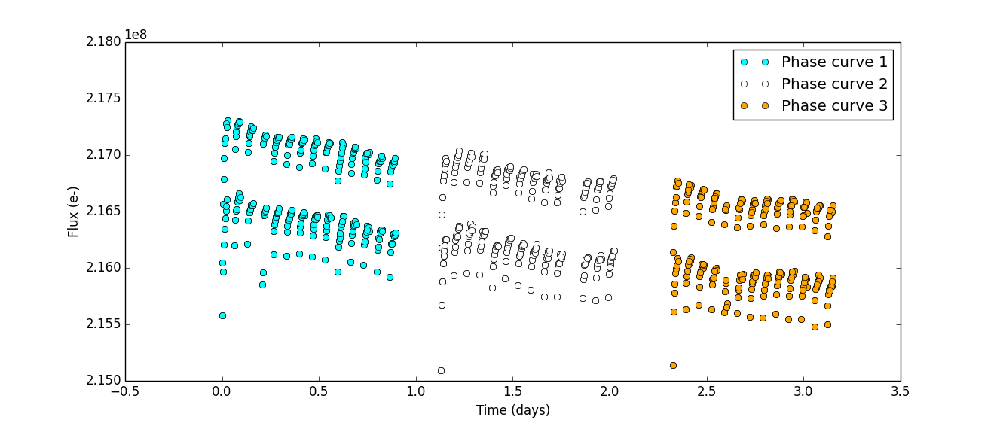 1e8
2.180
2.175
2.170
2.165
2.160
2.155
2.150
Flux (e-)
Phase curve 1
Phase curve 2
Phase curve 3
−0.5 0.0 0.5 1.0 1.5 2.0 2.5 3.0 3.5
Time (days)